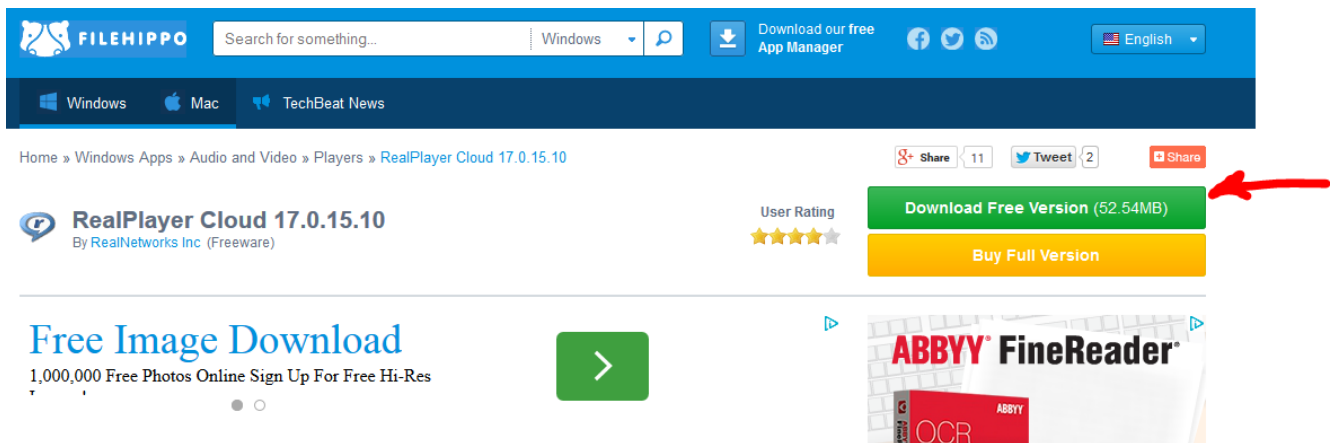 FILEHIPPO
Search for something...
Windows
Download our free
App Manager
English
Windows
Mac
TechBeat News
Home » Windows Apps » Audio and Video » Players » RealPlayer Cloud 17.0.15.10
g+ Share 11
Tweet 2
Share
RealPlayer Cloud 17.0.15.10
By RealNetworks Inc (Freeware)
User Rating
Download Free Version (52.54MB)
Buy Full Version
Free Image Download
1,000,000 Free Photos Online Sign Up For Free Hi-Res
ABBYY® FineReader®
ABBYY
OCR